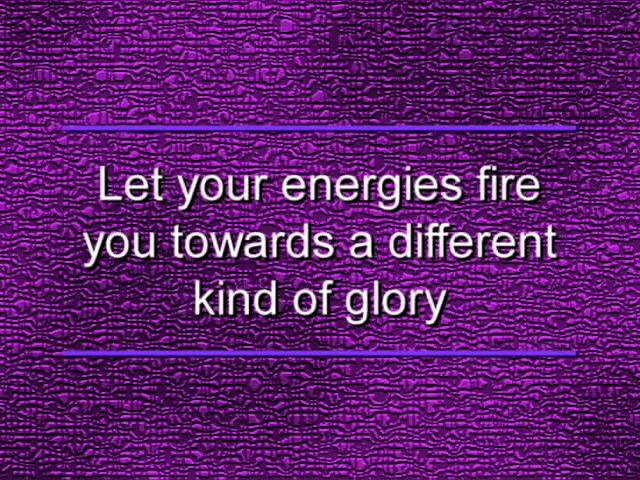 Let your energies fire
you towards a different
kind of glory